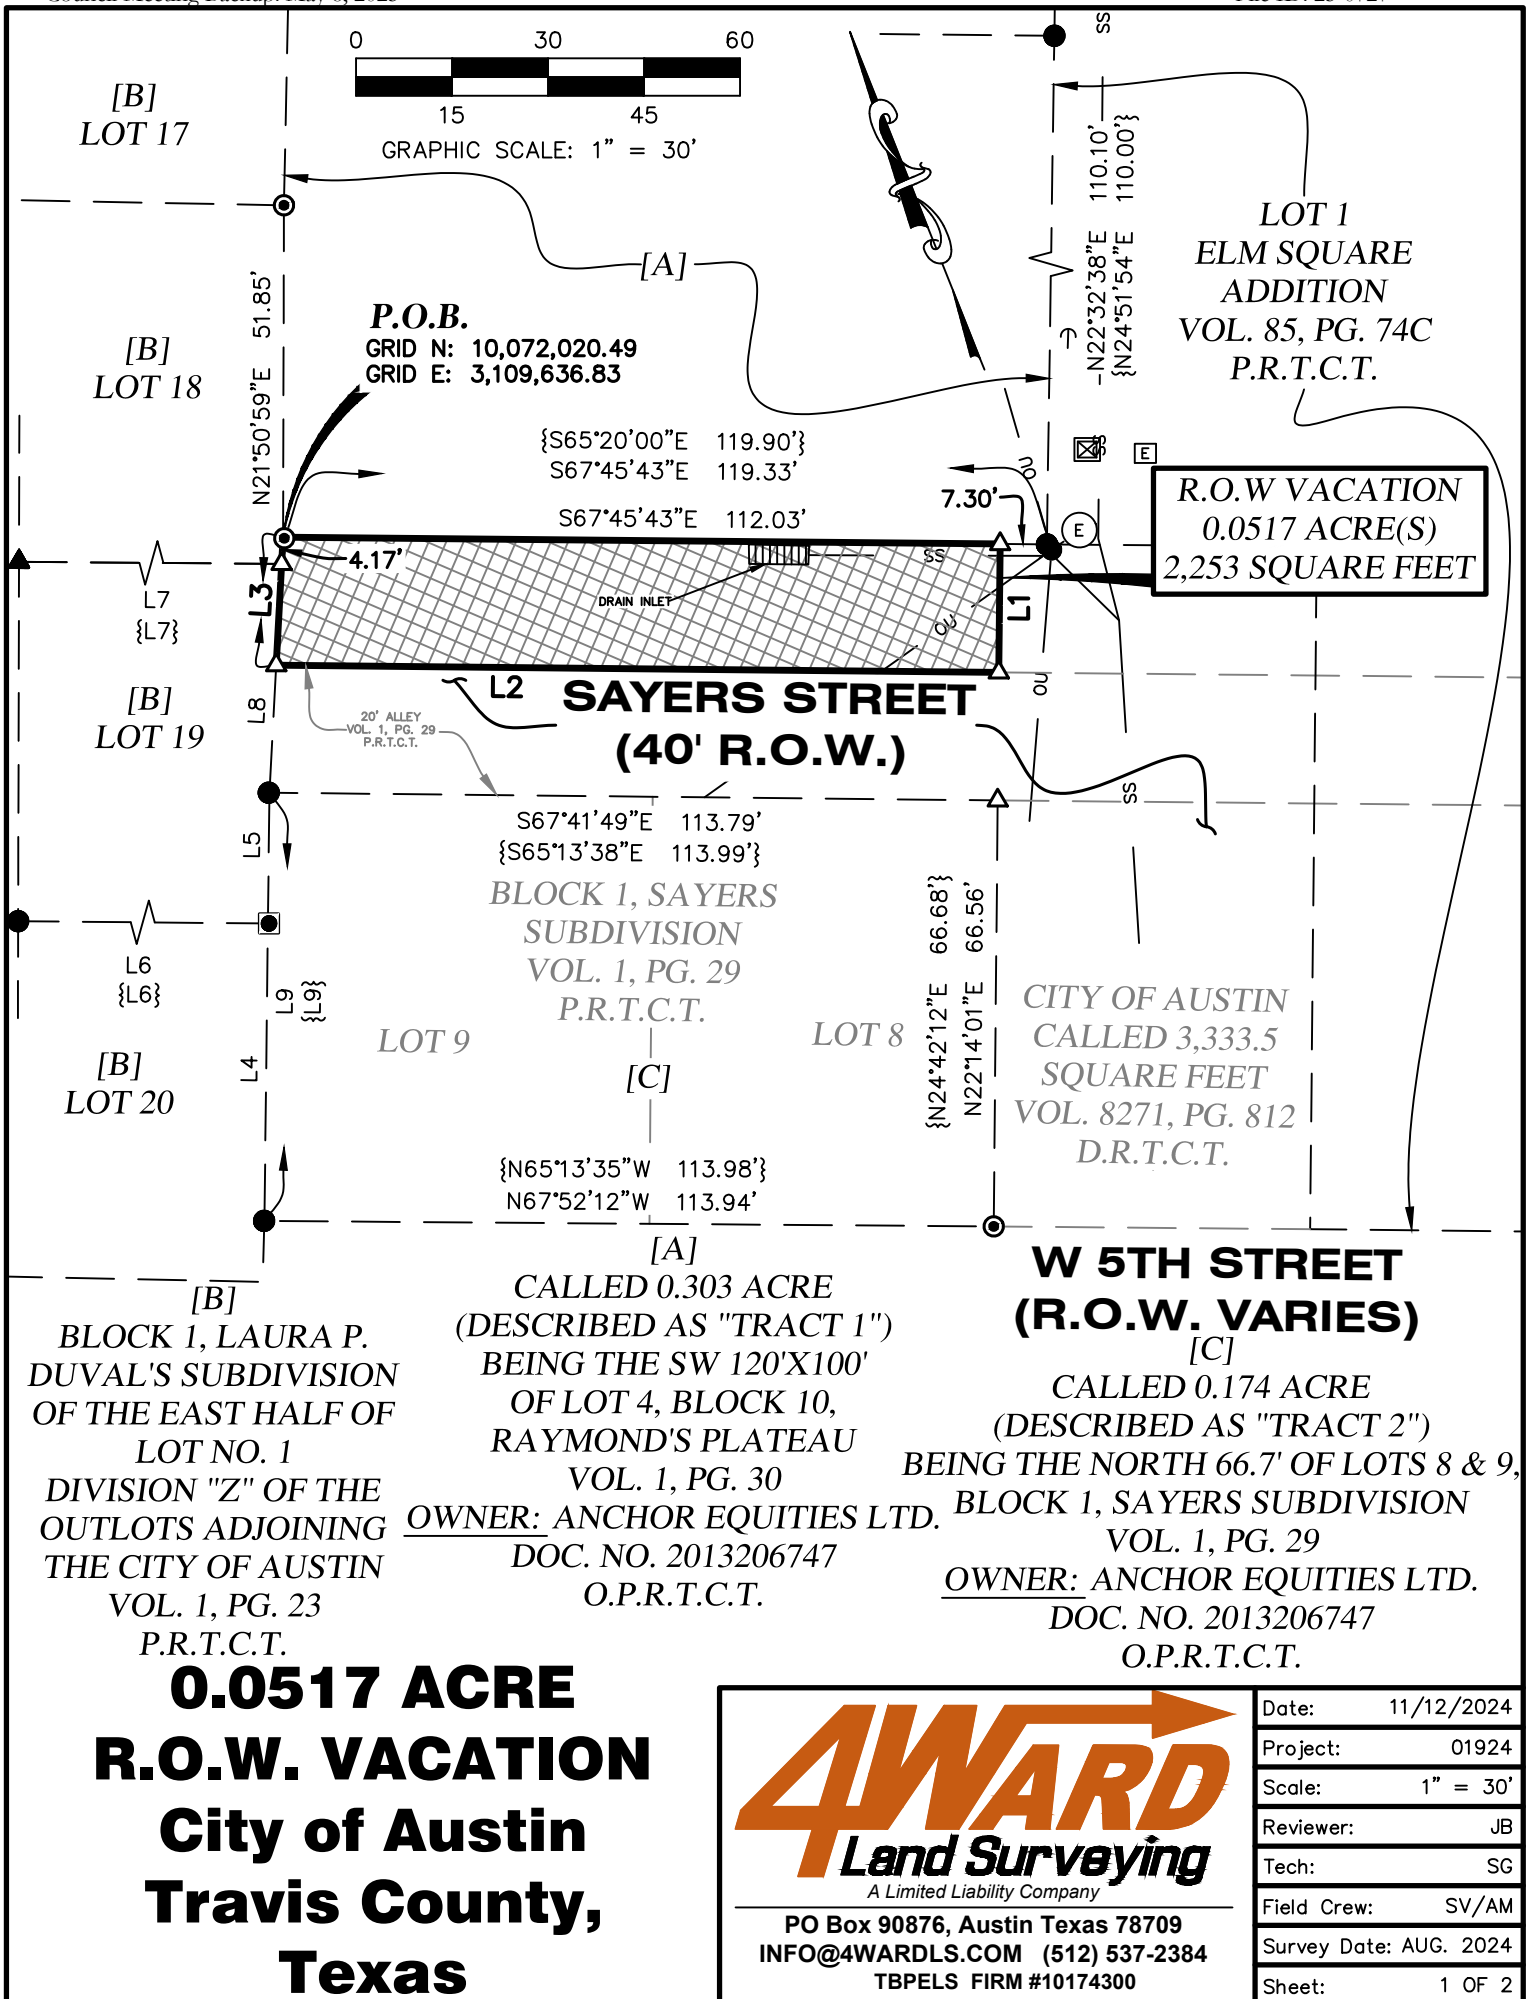 0 30 60
15 45
GRAPHIC SCALE: 1" = 30'
[B]
LOT 17
[A]
SS
110.10'
110.00'}
N22°32'38"E
{N24°51'54"E
LOT 1
ELM SQUARE
ADDITION
VOL. 85, PG. 74C
P.R.T.C.T.
N21°50'59"E 51.85'
[B]
LOT 18
P.O.B.
GRID N: 10,072,020.49
GRID E: 3,109,636.83
{S65°20'00"E 119.90'}
S67°45'43"E 119.33'
S67°45'43"E 112.03'
7.30'
OU
SS
E
E
R.O.W VACATION
0.0517 ACRE(S)
2,253 SQUARE FEET
4.17'
L3
L7
{L7}
DRAIN INLET
SS
OU
L1
OU
L2
SAYERS STREET
(40' R.O.W.)
[B]
LOT 19
L8
20' ALLEY
VOL. 1, PG. 29
P.R.T.C.T.
SS
L5
S67°41'49"E 113.79'
{S65°13'38"E 113.99'}
BLOCK 1, SAYERS
SUBDIVISION
VOL. 1, PG. 29
P.R.T.C.T.
L6
{L6}
L9
{L9}
{N24°42'12"E 66.68'}
N22°14'01"E 66.56'
CITY OF AUSTIN
CALLED 3,333.5
SQUARE FEET
VOL. 8271, PG. 812
D.R.T.C.T.
LOT 9
LOT 8
[C]
[B]
LOT 20
L4
{N65°13'35"W 113.98'}
N67°52'12"W 113.94'
W 5TH STREET
(R.O.W. VARIES)
[B]
BLOCK 1, LAURA P.
DUVAL'S SUBDIVISION
OF THE EAST HALF OF
LOT NO. 1
DIVISION "Z" OF THE
OUTLOTS ADJOINING
THE CITY OF AUSTIN
VOL. 1, PG. 23
P.R.T.C.T.
[A]
CALLED 0.303 ACRE
(DESCRIBED AS "TRACT 1")
BEING THE SW 120'X100'
OF LOT 4, BLOCK 10,
RAYMOND'S PLATEAU
VOL. 1, PG. 30
OWNER: ANCHOR EQUITIES LTD.
DOC. NO. 2013206747
O.P.R.T.C.T.
[C]
CALLED 0.174 ACRE
(DESCRIBED AS "TRACT 2")
BEING THE NORTH 66.7' OF LOTS 8 & 9,
BLOCK 1, SAYERS SUBDIVISION
VOL. 1, PG. 29
OWNER: ANCHOR EQUITIES LTD.
DOC. NO. 2013206747
O.P.R.T.C.T.
0.0517 ACRE
R.O.W. VACATION
City of Austin
Travis County,
Texas
4WARD
Land Surveying
A Limited Liability Company
PO Box 90876, Austin Texas 78709
INFO@4WARDLS.COM (512) 537-2384
TBPELS FIRM #10174300
Date: 11/12/2024
Project: 01924
Scale: 1" = 30'
Reviewer: JB
Tech: SG
Field Crew: SV/AM
Survey Date: AUG. 2024
Sheet: 1 OF 2